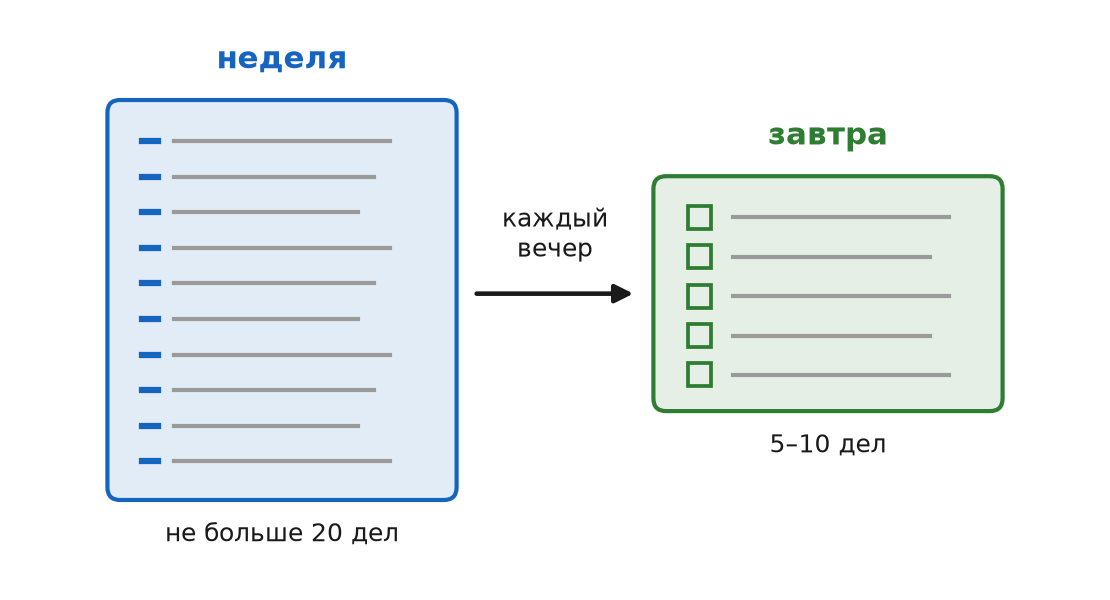 неделя
не больше 20 дел
каждый
вечер
завтра
5–10 дел